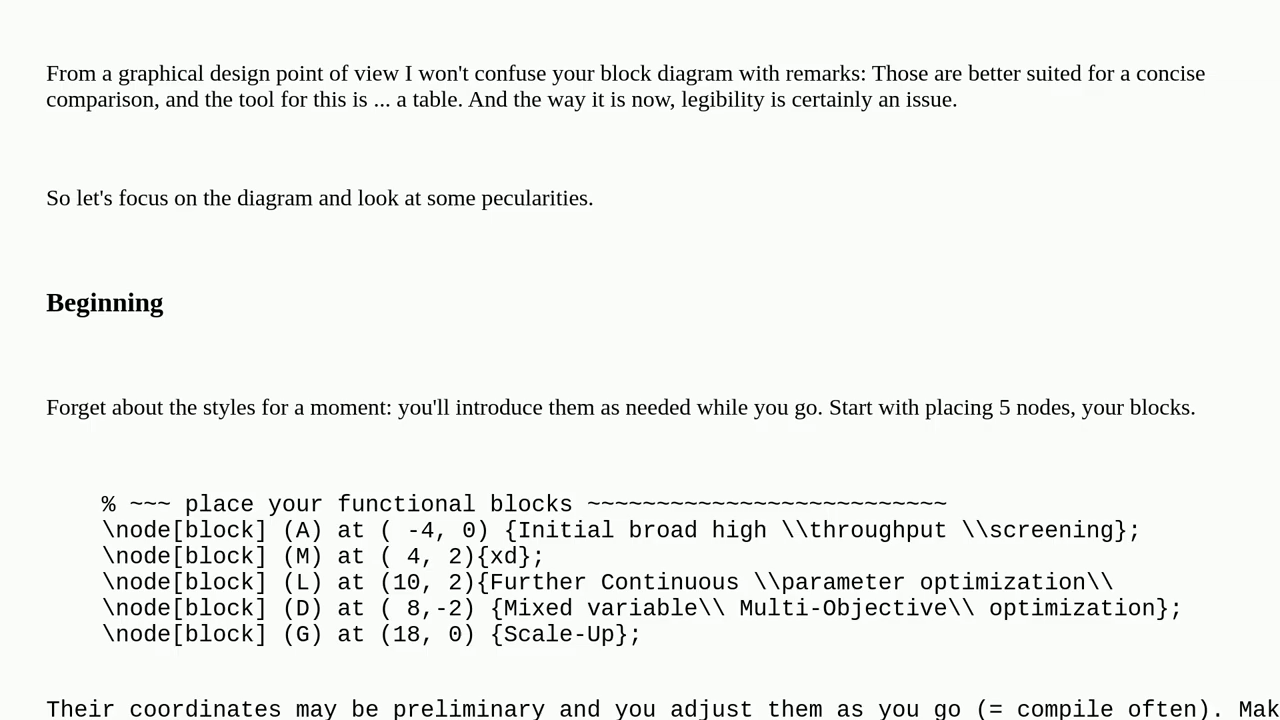 From a graphical design point of view I won't confuse your block diagram with remarks: Those are better suited for a concise
comparison, and the tool for this is ... a table. And the way it is now, legibility is certainly an issue.
So let's focus on the diagram and look at some pecularities.
Beginning
Forget about the styles for a moment: you'll introduce them as needed while you go. Start with placing 5 nodes, your blocks.
% ~~~ place your functional blocks ~~~~~~~~~~~~~~~~~~~~~~~~~~
\node[block] (A) at ( -4, 0) {Initial broad high \\throughput \\screening};
\node[block] (M) at ( 4, 2){xd};
\node[block] (L) at (10, 2){Further Continuous \\parameter optimization\\
\node[block] (D) at ( 8,-2) {Mixed variable\\ Multi-Objective\\ optimization};
\node[block] (G) at (18, 0) {Scale-Up};
Their coordinates may be preliminary and you adjust them as you go (= compile often).